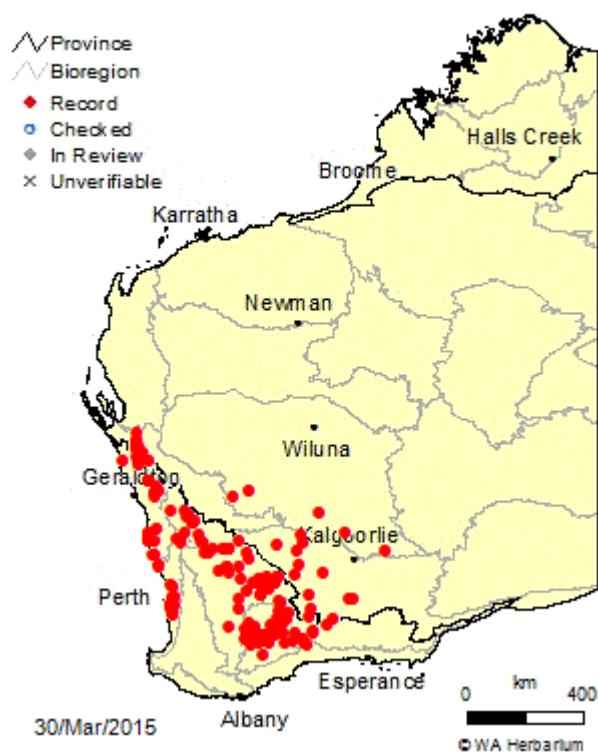 Province
Bioregion
Record
Checked
In Review
Unverifiable
Halls Creek
Broome
Karratha
Newman
Wiluna
Geraldton
Kalgoorlie
Perth
Esperance
Albany
km
0 400
30/Mar/2015
© WA Herbarium